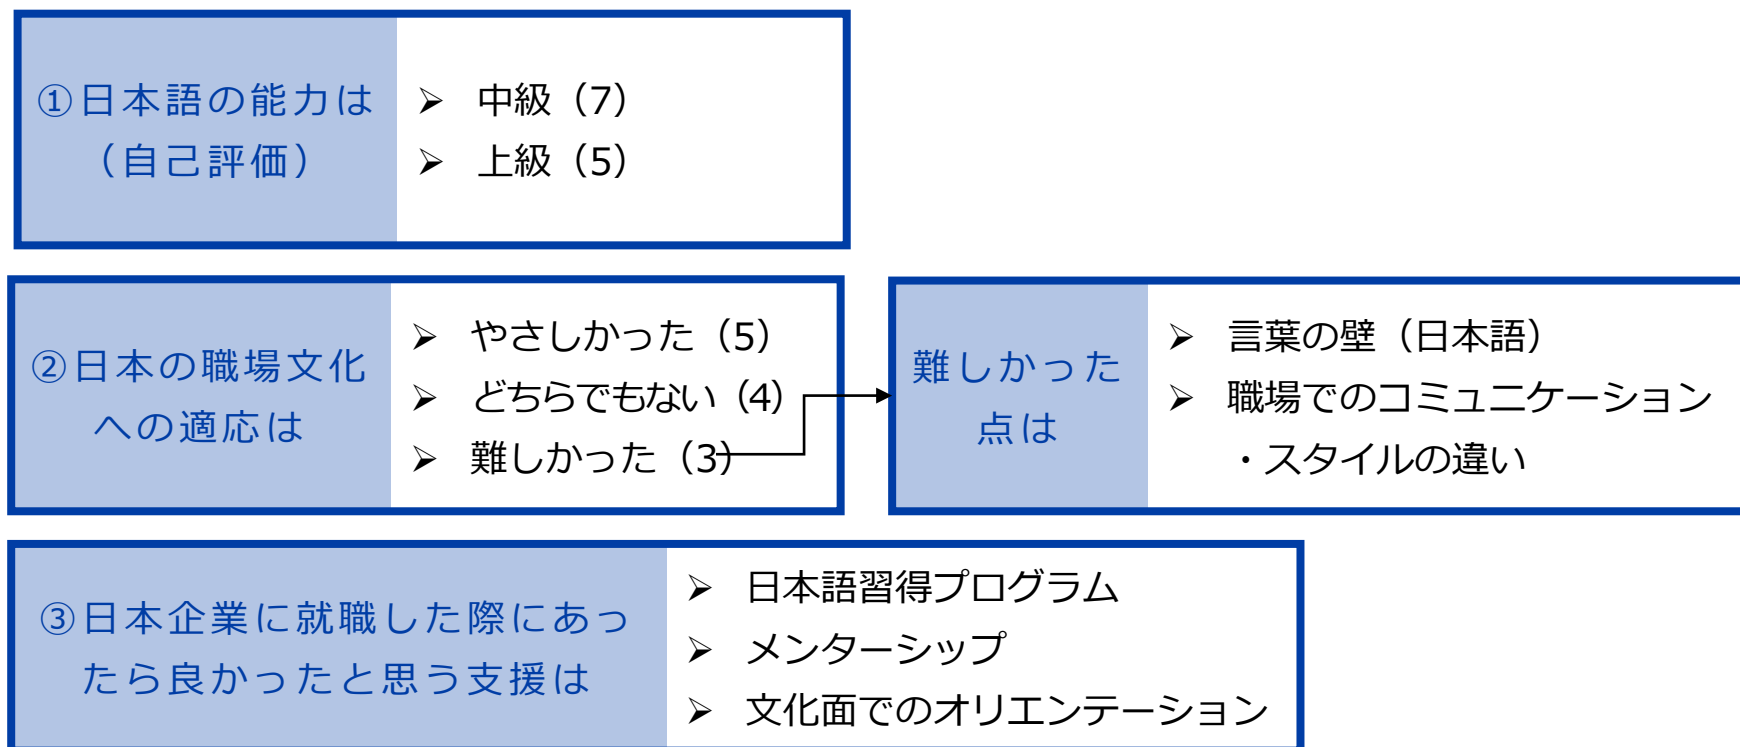 ①日本語の能力は
（自己評価）
➢ 中級（7）
➢ 上級（5）
②日本の職場文化
への適応は
➢ やさしかった（5）
➢ どちらでもない（4）
➢ 難しかった（3）
難しかった
点は
➢ 言葉の壁（日本語）
➢ 職場でのコミュニケーション
・スタイルの違い
③日本企業に就職した際にあっ
たら良かったと思う支援は
➢ 日本語習得プログラム
➢ メンターシップ
➢ 文化面でのオリエンテーション